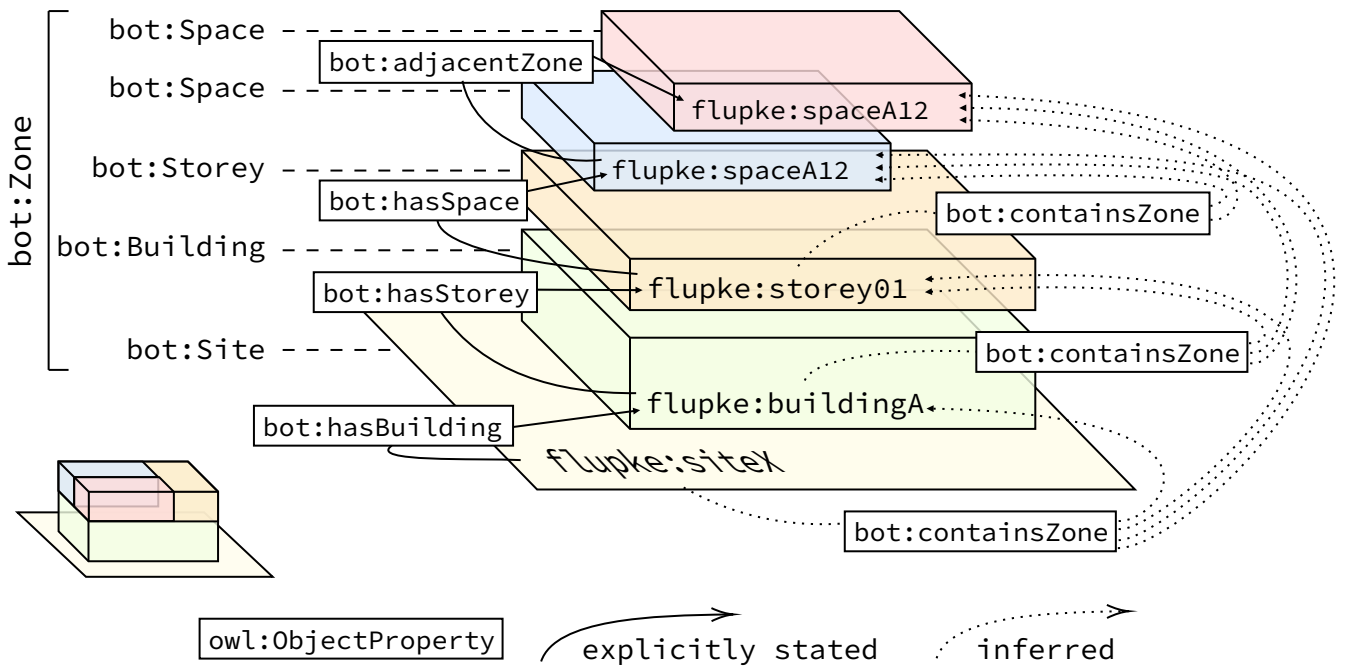 bot:Zone
bot:Space
bot:adjacentZone
bot:Space
flupke:spaceA12
bot:Storey
flupke:spaceA12
bot:hasSpace
bot:containsZone
bot:Building
bot:hasStorey
flupke:storey01
bot:Site
bot:containsZone
flupke:buildingA
bot:hasBuilding
flupke:siteX
bot:containsZone
owl:ObjectProperty
explicitly stated
inferred